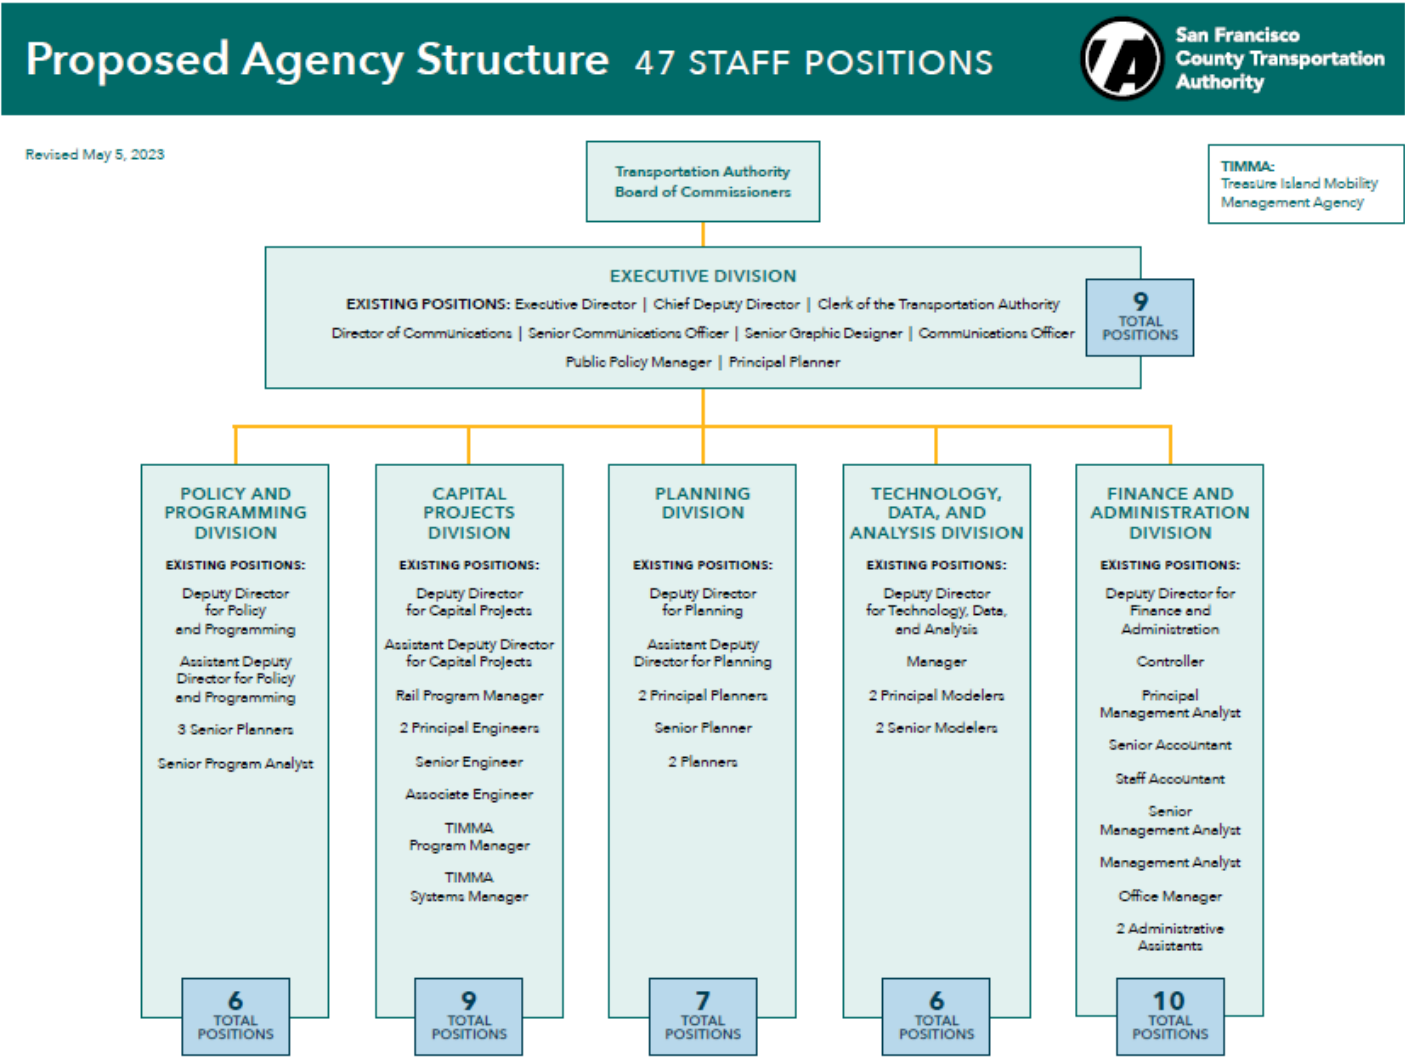 Proposed Agency Structure 47 STAFF POSITIONS
TA
San Francisco
County Transportation
Authority
Revised May 5, 2023
Transportation Authority
Board of Commissioners
TIMMA:
Treasure Island Mobility
Management Agency
EXECUTIVE DIVISION
EXISTING POSITIONS: Executive Director | Chief Deputy Director | Clerk of the Transportation Authority
Director of Communications | Senior Communications Officer | Senior Graphic Designer | Communications Officer
Public Policy Manager | Principal Planner
9
TOTAL
POSITIONS
POLICY AND
PROGRAMMING
DIVISION
EXISTING POSITIONS:
Deputy Director
for Policy
and Programming
Assistant Deputy
Director for Policy
and Programming
3 Senior Planners
Senior Program Analyst
6
TOTAL
POSITIONS
CAPITAL
PROJECTS
DIVISION
EXISTING POSITIONS:
Deputy Director
for Capital Projects
Assistant Deputy Director
for Capital Projects
Rail Program Manager
2 Principal Engineers
Senior Engineer
Associate Engineer
TIMMA
Program Manager
TIMMA
Systems Manager
9
TOTAL
POSITIONS
PLANNING
DIVISION
EXISTING POSITIONS:
Deputy Director
for Planning
Assistant Deputy
Director for Planning
2 Principal Planners
Senior Planner
2 Planners
7
TOTAL
POSITIONS
TECHNOLOGY,
DATA, AND
ANALYSIS DIVISION
EXISTING POSITIONS:
Deputy Director
for Technology, Data,
and Analysis
Manager
2 Principal Modelers
2 Senior Modelers
6
TOTAL
POSITIONS
FINANCE AND
ADMINISTRATION
DIVISION
EXISTING POSITIONS:
Deputy Director for
Finance and
Administration
Controller
Principal
Management Analyst
Senior Accountant
Staff Accountant
Senior
Management Analyst
Management Analyst
Office Manager
2 Administrative
Assistants
10
TOTAL
POSITIONS